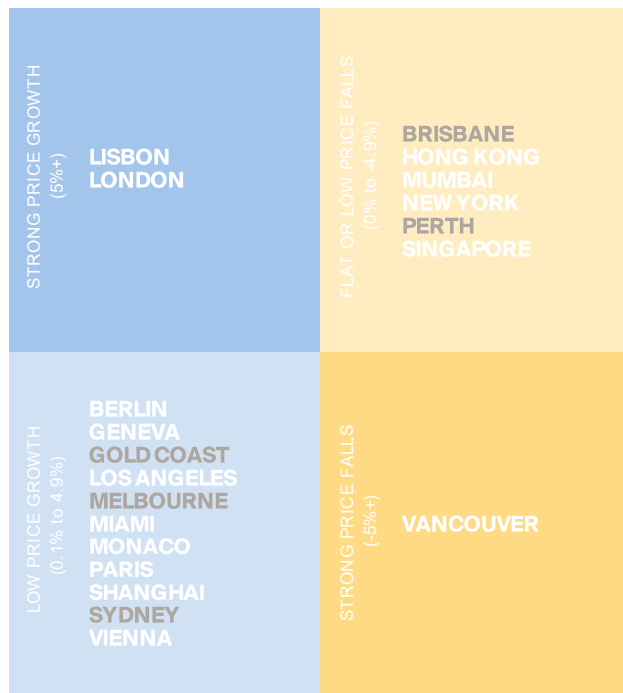 STRONG PRICE GROWTH
(5%+)
LISBON
LONDON
FLAT OR LOW PRICE FALLS
(0% to -4.9%)
BRISBANE
HONG KONG
MUMBAI
NEW YORK
PERTH
SINGAPORE
LOW PRICE GROWTH
(0.1% to 4.9%)
BERLIN
GENEVA
GOLD COAST
LOS ANGELES
MELBOURNE
MIAMI
MONACO
PARIS
SHANGHAI
SYDNEY
VIENNA
STRONG PRICE FALLS
(-5%+)
VANCOUVER